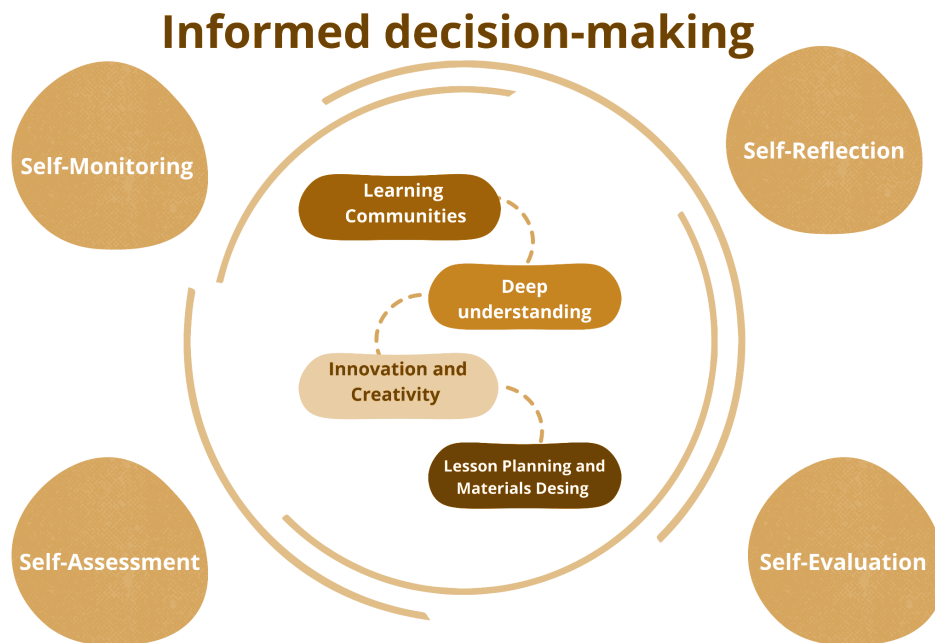 Informed decision-making
Self-Monitoring
Self-Reflection
Learning
Communities
Deep
understanding
Innovation and
Creativity
Lesson Planning and
Materials Desing
Self-Assessment
Self-Evaluation